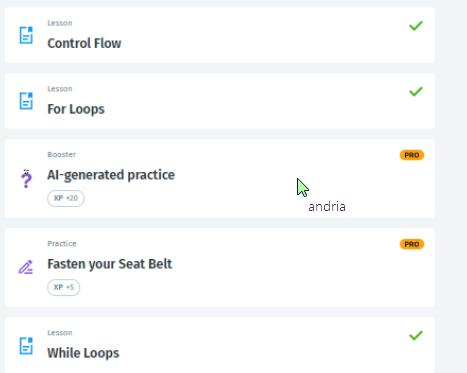 Lesson
Control Flow
Lesson
For Loops
Booster
PRO
AI-generated practice
XP +20
andria
Practice
PRO
Fasten your Seat Belt
XP +5
Lesson
While Loops